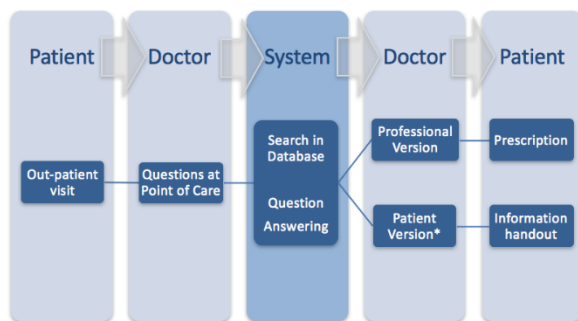 Patient
Doctor
System
Doctor
Patient
Out-patient
visit
Questions at
Point of Care
Search in
Database
Question
Answering
Professional
Version
Prescription
Patient
Version*
Information
handout